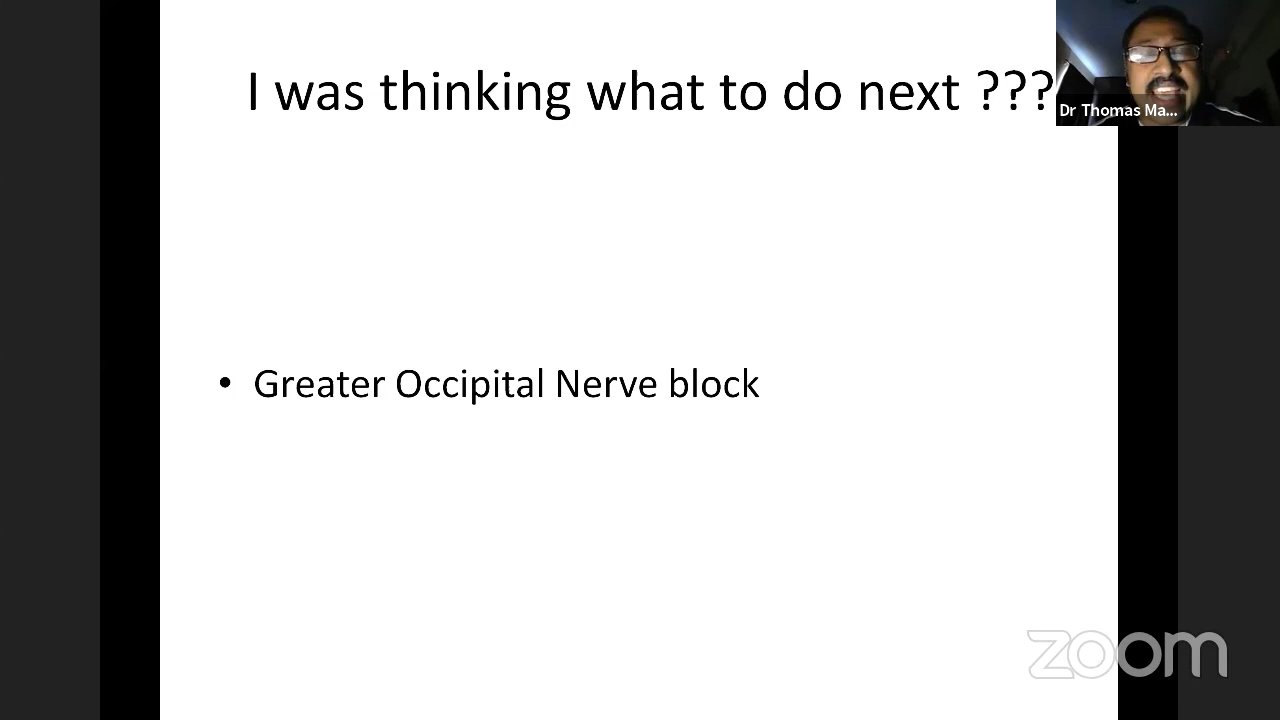 I was thinking what to do next ???
Dr Thomas Ma...
• Greater Occipital Nerve block
zoom